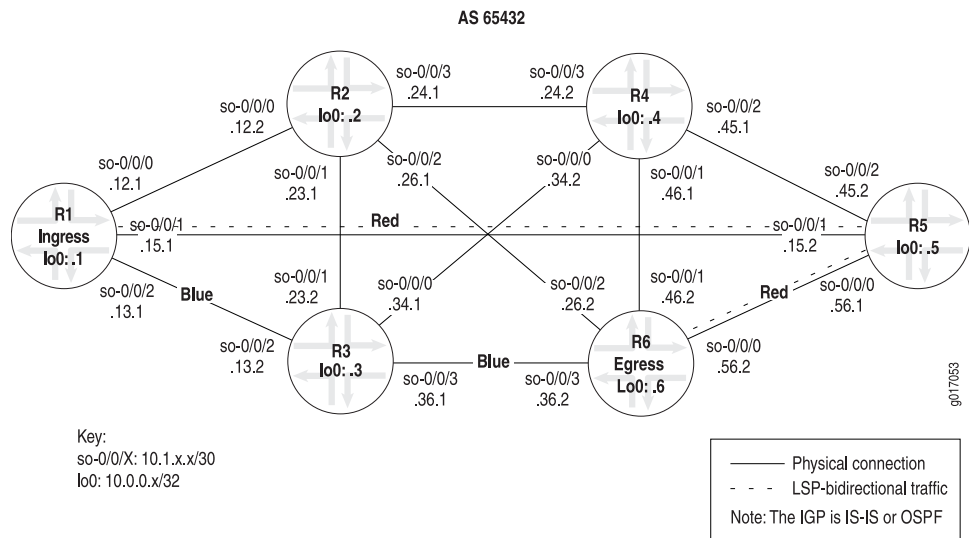 AS 65432
R2
lo0: .2
so-0/0/3
.24.1
so-0/0/3
.24.2
R4
lo0: .4
so-0/0/0
.12.2
so-0/0/2
.45.1
so-0/0/1
.23.1
so-0/0/2
.26.1
so-0/0/0
.34.2
so-0/0/1
.46.1
so-0/0/0
.12.1
so-0/0/2
.45.2
R1
Ingress
lo0: .1
so-0/0/1
.15.1
Red
so-0/0/1
.15.2
R5
lo0: .5
so-0/0/2
.13.1
Blue
so-0/0/1
.23.2
so-0/0/0
.34.1
so-0/0/2
.26.2
so-0/0/1
.46.2
Red
so-0/0/0
.56.1
so-0/0/2
.13.2
R3
lo0: .3
Blue
R6
Egress
Lo0: .6
so-0/0/0
.56.2
so-0/0/3
.36.1
so-0/0/3
.36.2
g017053
Key:
so-0/0/X: 10.1.x.x/30
lo0: 10.0.0.x/32
Physical connection
LSP-bidirectional traffic
Note: The IGP is IS-IS or OSPF